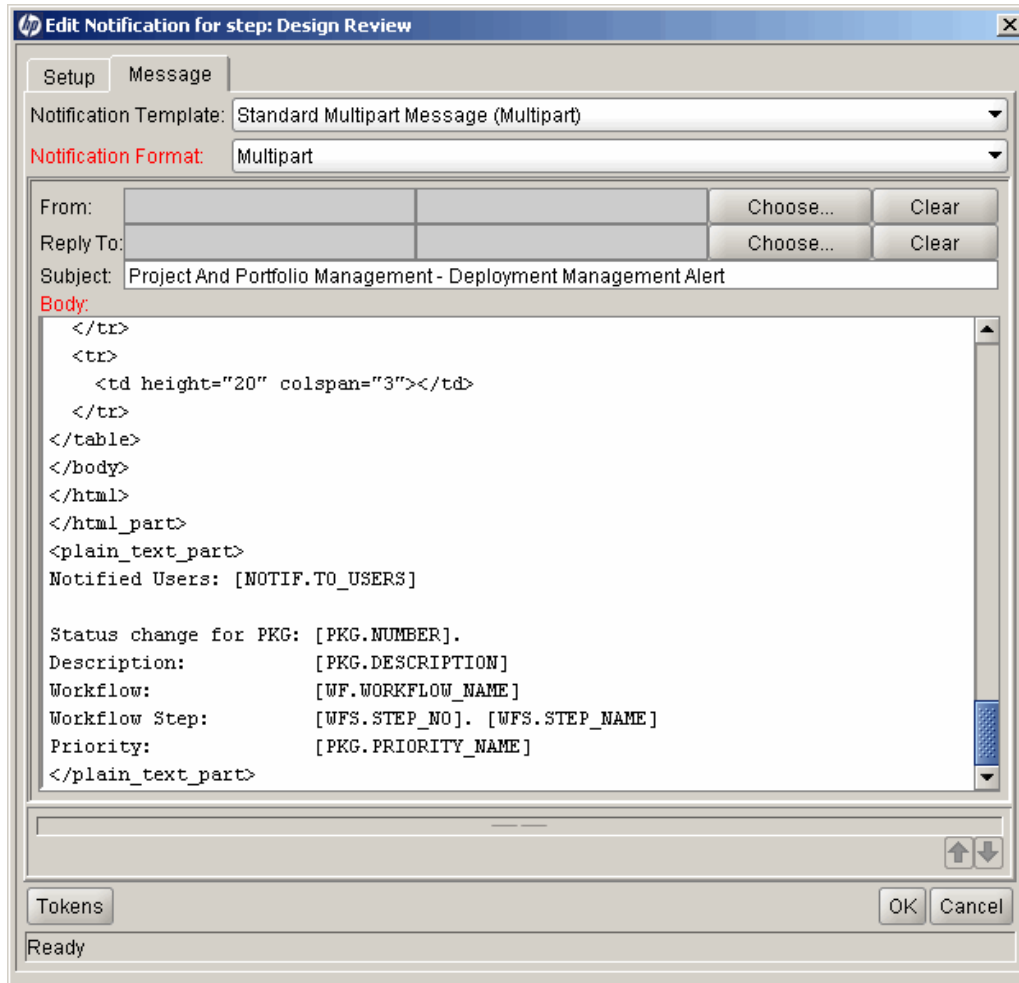 hp Edit Notification for step: Design Review
Setup Message
Notification Template: Standard Multipart Message (Multipart)
Notification Format: Multipart
From: Choose... Clear
Reply To: Choose... Clear
Subject: Project And Portfolio Management - Deployment Management Alert
Body:
  </tr>
  <tr>
    <td height="20" colspan="3"></td>
  </tr>
</table>
</body>
</html>
</html_part>
<plain_text_part>
Notified Users: [NOTIF.TO_USERS]
Status change for PKG: [PKG.NUMBER].
Description:            [PKG.DESCRIPTION]
Workflow:               [WF.WORKFLOW_NAME]
Workflow Step:          [WFS.STEP_NO]. [WFS.STEP_NAME]
Priority:               [PKG.PRIORITY_NAME]
</plain_text_part>
Tokens OK Cancel
Ready